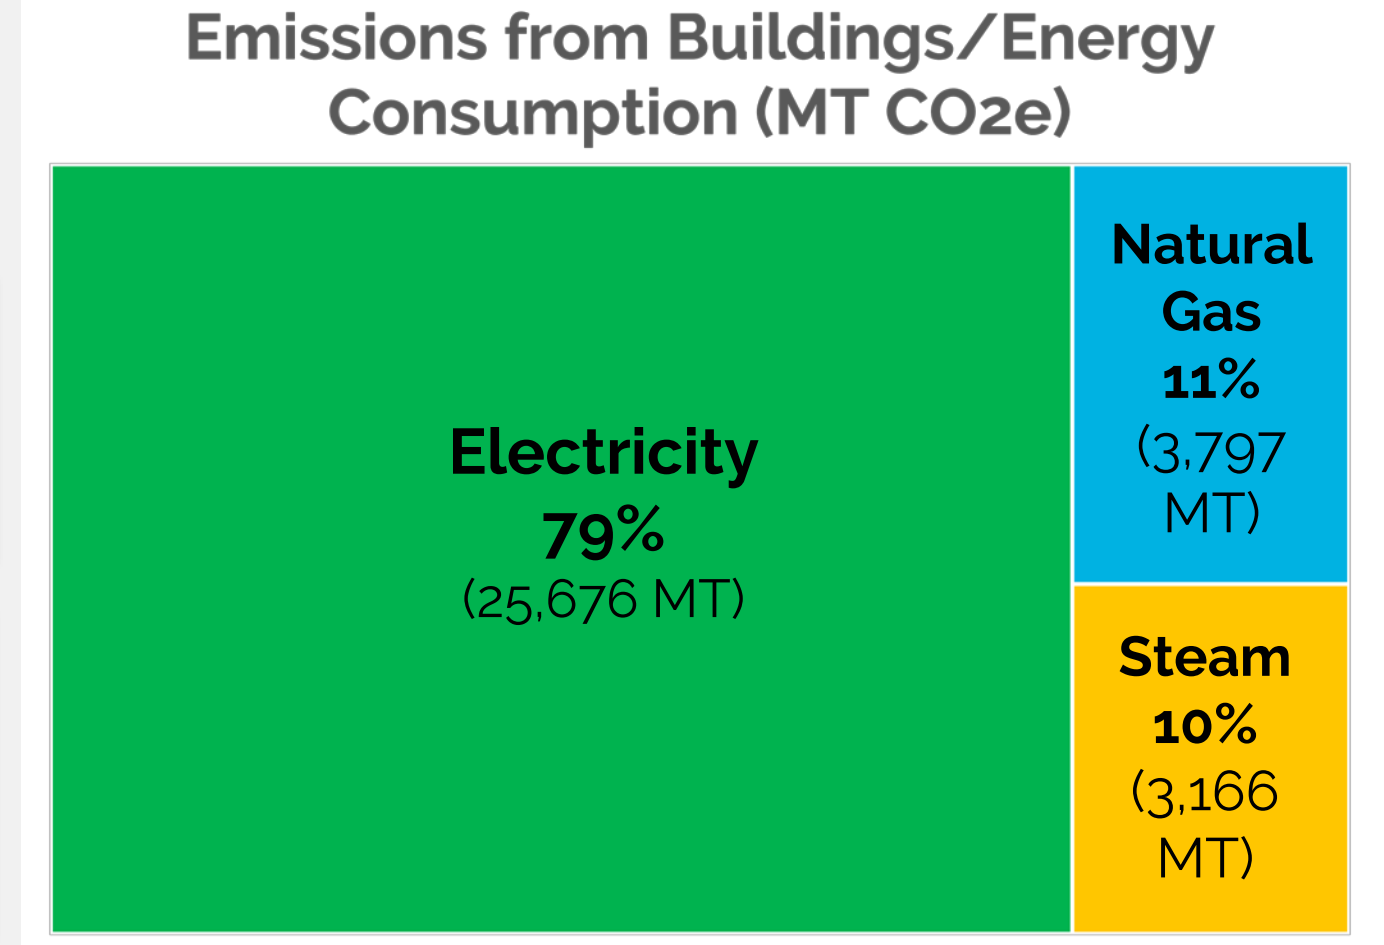 Emissions from Buildings/Energy
Consumption (MT CO2e)
Electricity
79%
(25,676 MT)
Natural
Gas
11%
(3,797
MT)
Steam
10%
(3,166
MT)